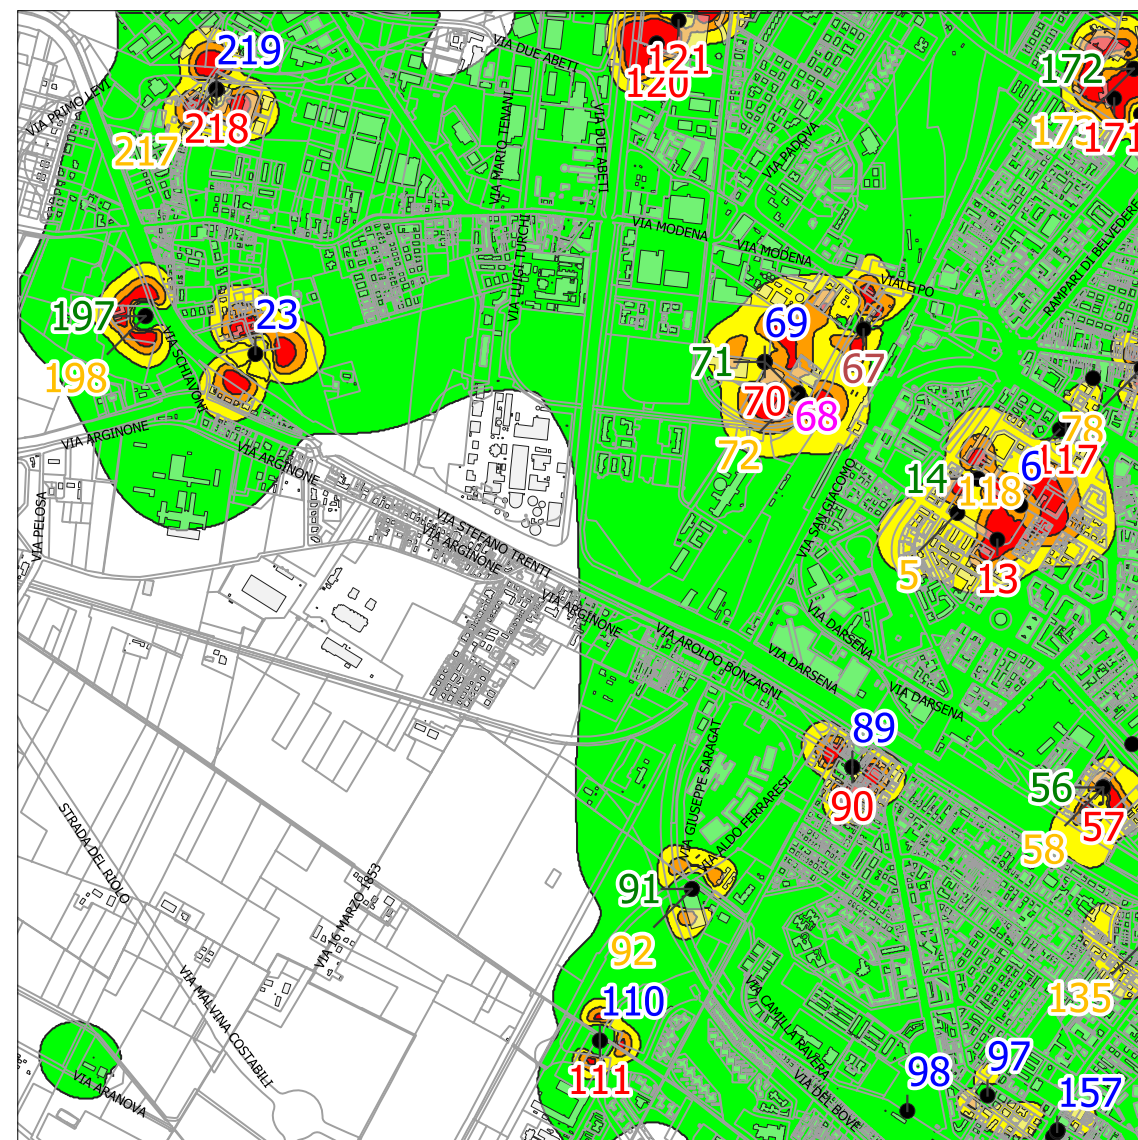 219
VIA DUE ABETI
121
120
172
VIA PRIMO LEVI
218
217
VIA MARIO TENANI
VIA DUE ABETI
VIA PADOVA
173
171
VIA LUIGI TURCHI
VIA MODENA
VIA MODENA
RAMPARI DI BELVEDERE
VIALE PO
197
23
69
71
67
198
VIA SCHIAVONI
70
68
78
VIA ARGINONE
72
117
6
VIA ARGINONE
14
118
VIA PELOSA
VIA STEFANO TRENTI
VIA ARGINONE
VIA SAN GIACOMO
5
13
VIA ARGINONE
VIA DARSENA
VIA AROLDO BONZAGNI
VIA DARSENA
VIA DARSENA
89
VIA GIUSEPPE SARAGAT
56
90
57
STRADA DEL RIOLO
VIA ALDO FERRARESI
58
91
VIA 16 MARZO 1853
92
VIA MALVINA COSTABILI
110
135
VIA CAMILLA RAVERA
111
98
97
VIA ARANOVA
VIA DEL BOVE
157